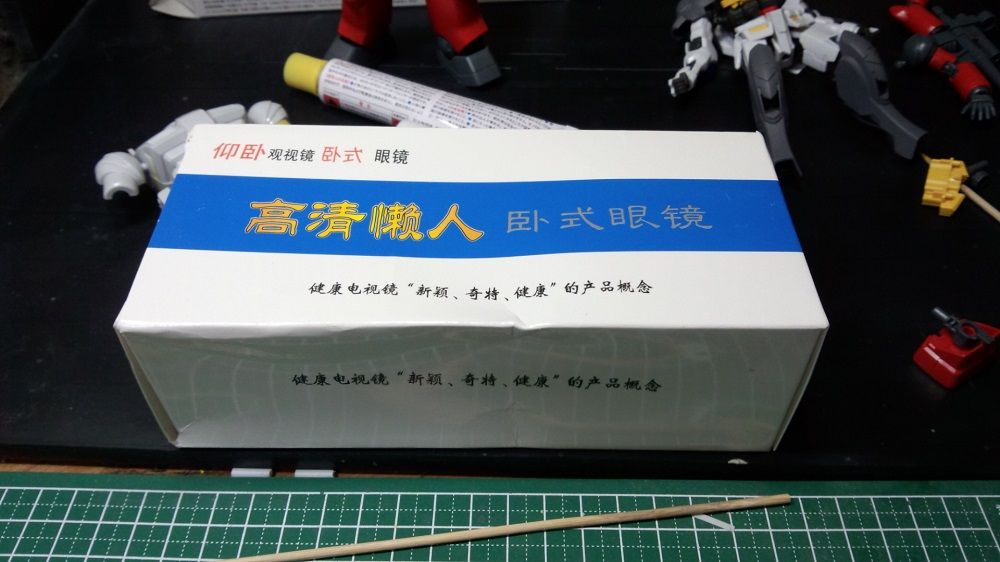 仰卧观视镜 卧式 眼镜
高清懒人 卧式眼镜
健康电视镜“新颖、奇特、健康”的产品概念
健康电视镜“新颖、奇特、健康”的产品概念